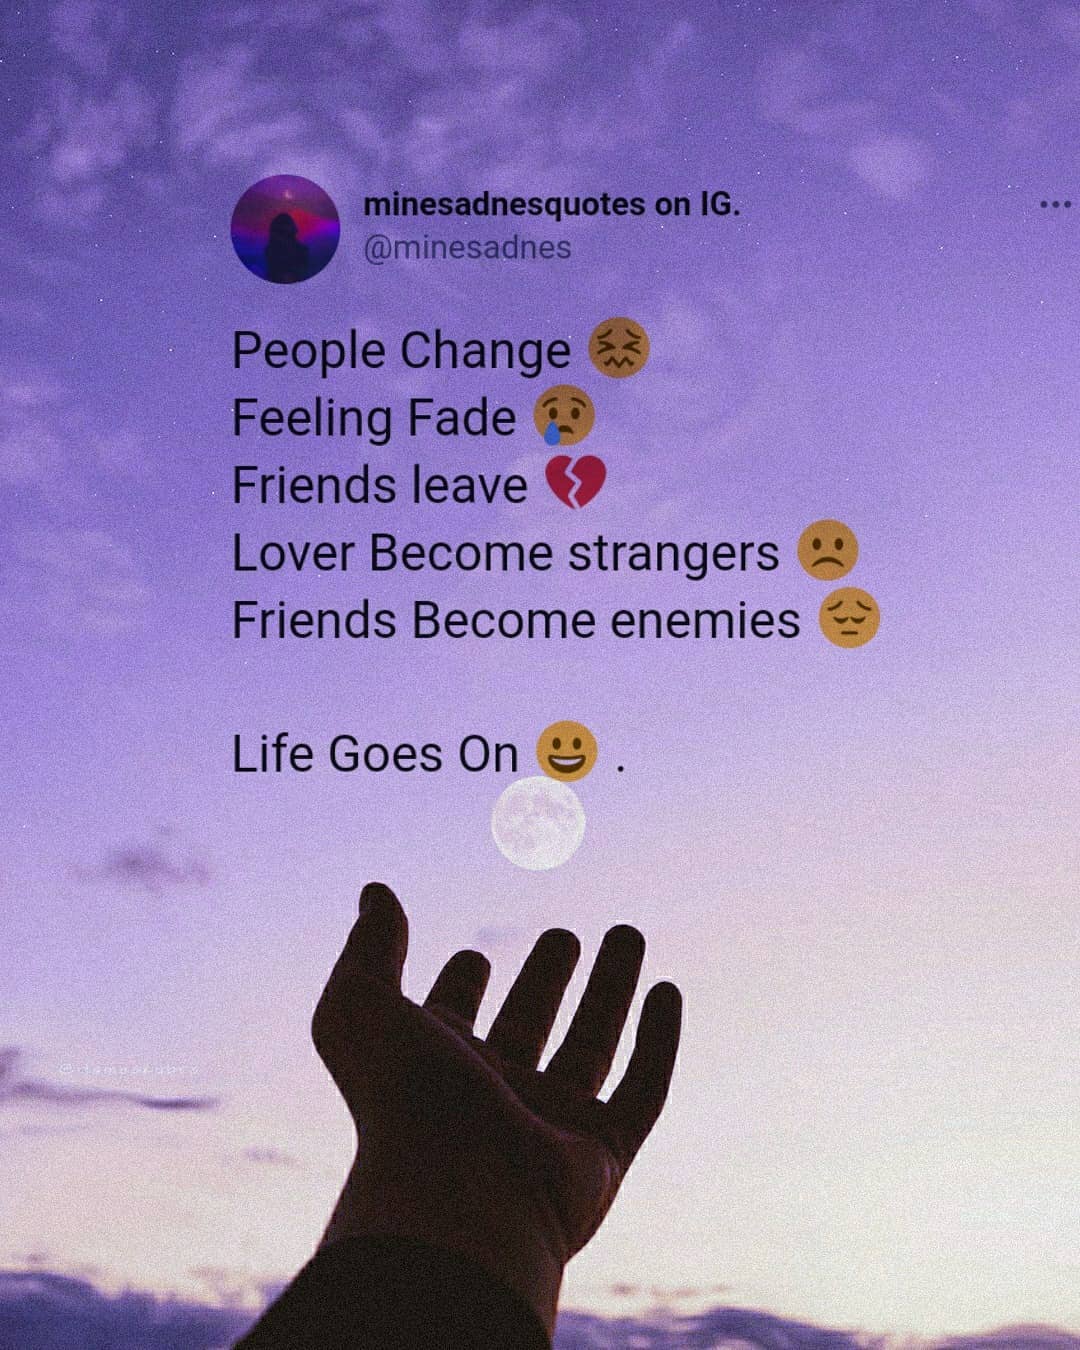 minesadnesquotes on IG.
@minesadnes
People Change 😖
Feeling Fade 😢
Friends leave 💔
Lover Become strangers 🙁
Friends Become enemies 😔
Life Goes On 😀 .